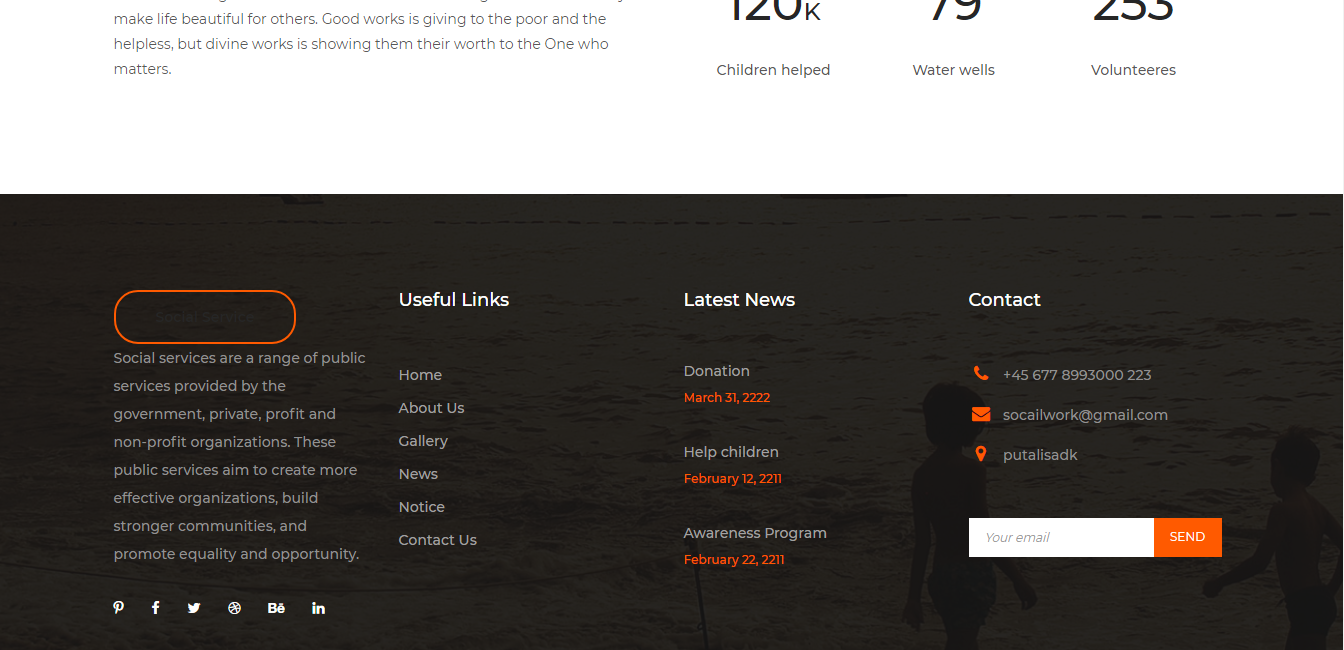 make life beautiful for others. Good works is giving to the poor and the
helpless, but divine works is showing them their worth to the One who
matters.
120K
79
253
Children helped
Water wells
Volunteeres
Social Service
Social services are a range of public
services provided by the
government, private, profit and
non-profit organizations. These
public services aim to create more
effective organizations, build
stronger communities, and
promote equality and opportunity.
Useful Links
Home
About Us
Gallery
News
Notice
Contact Us
Latest News
Donation
March 31, 2222
Help children
February 12, 2211
Awareness Program
February 22, 2211
Contact
+45 677 8993000 223
socailwork@gmail.com
putalisadk
Your email
SEND